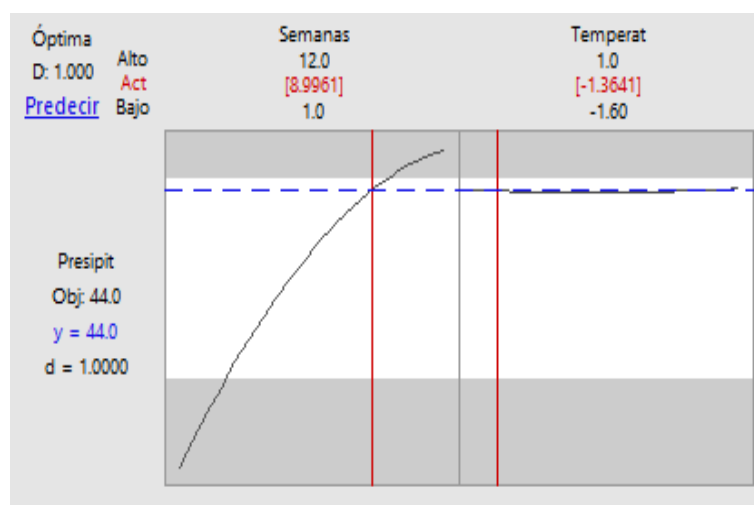 Óptima
D: 1.000
Predecir
Alto
Act
Bajo
Semanas
12.0
[8.9961]
1.0
Temperat
1.0
[-1.3641]
-1.60
Presipit
Obj: 44.0
y = 44.0
d = 1.0000